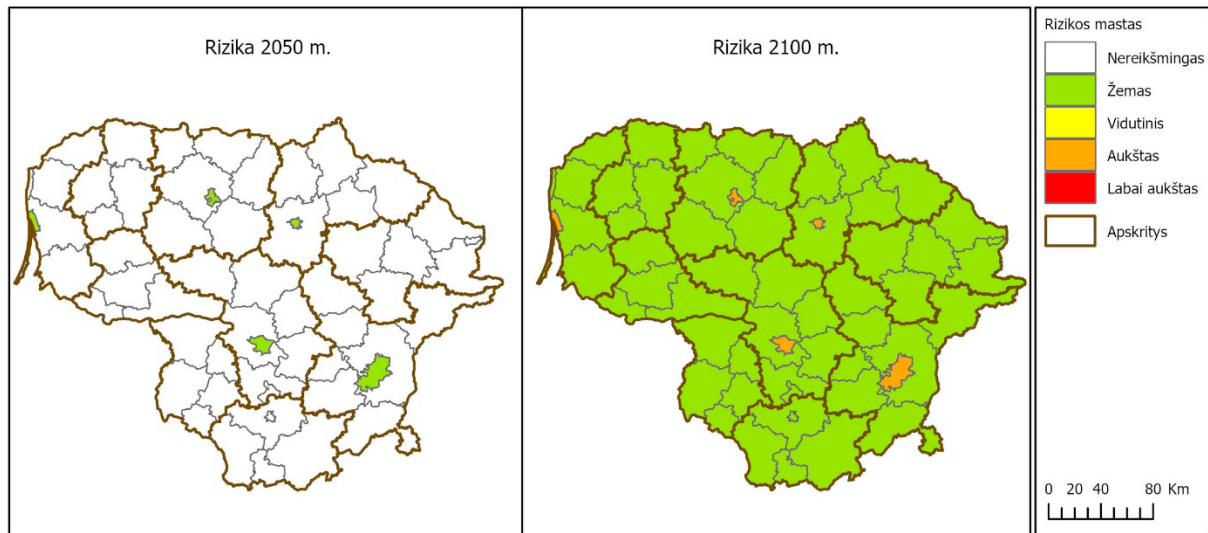 Rizika 2050 m.
Rizika 2100 m.
Rizikos mastas
Nereikšmingas
Žemas
Vidutinis
Aukštas
Labai aukštas
Apskritys
0 20 40 80 Km